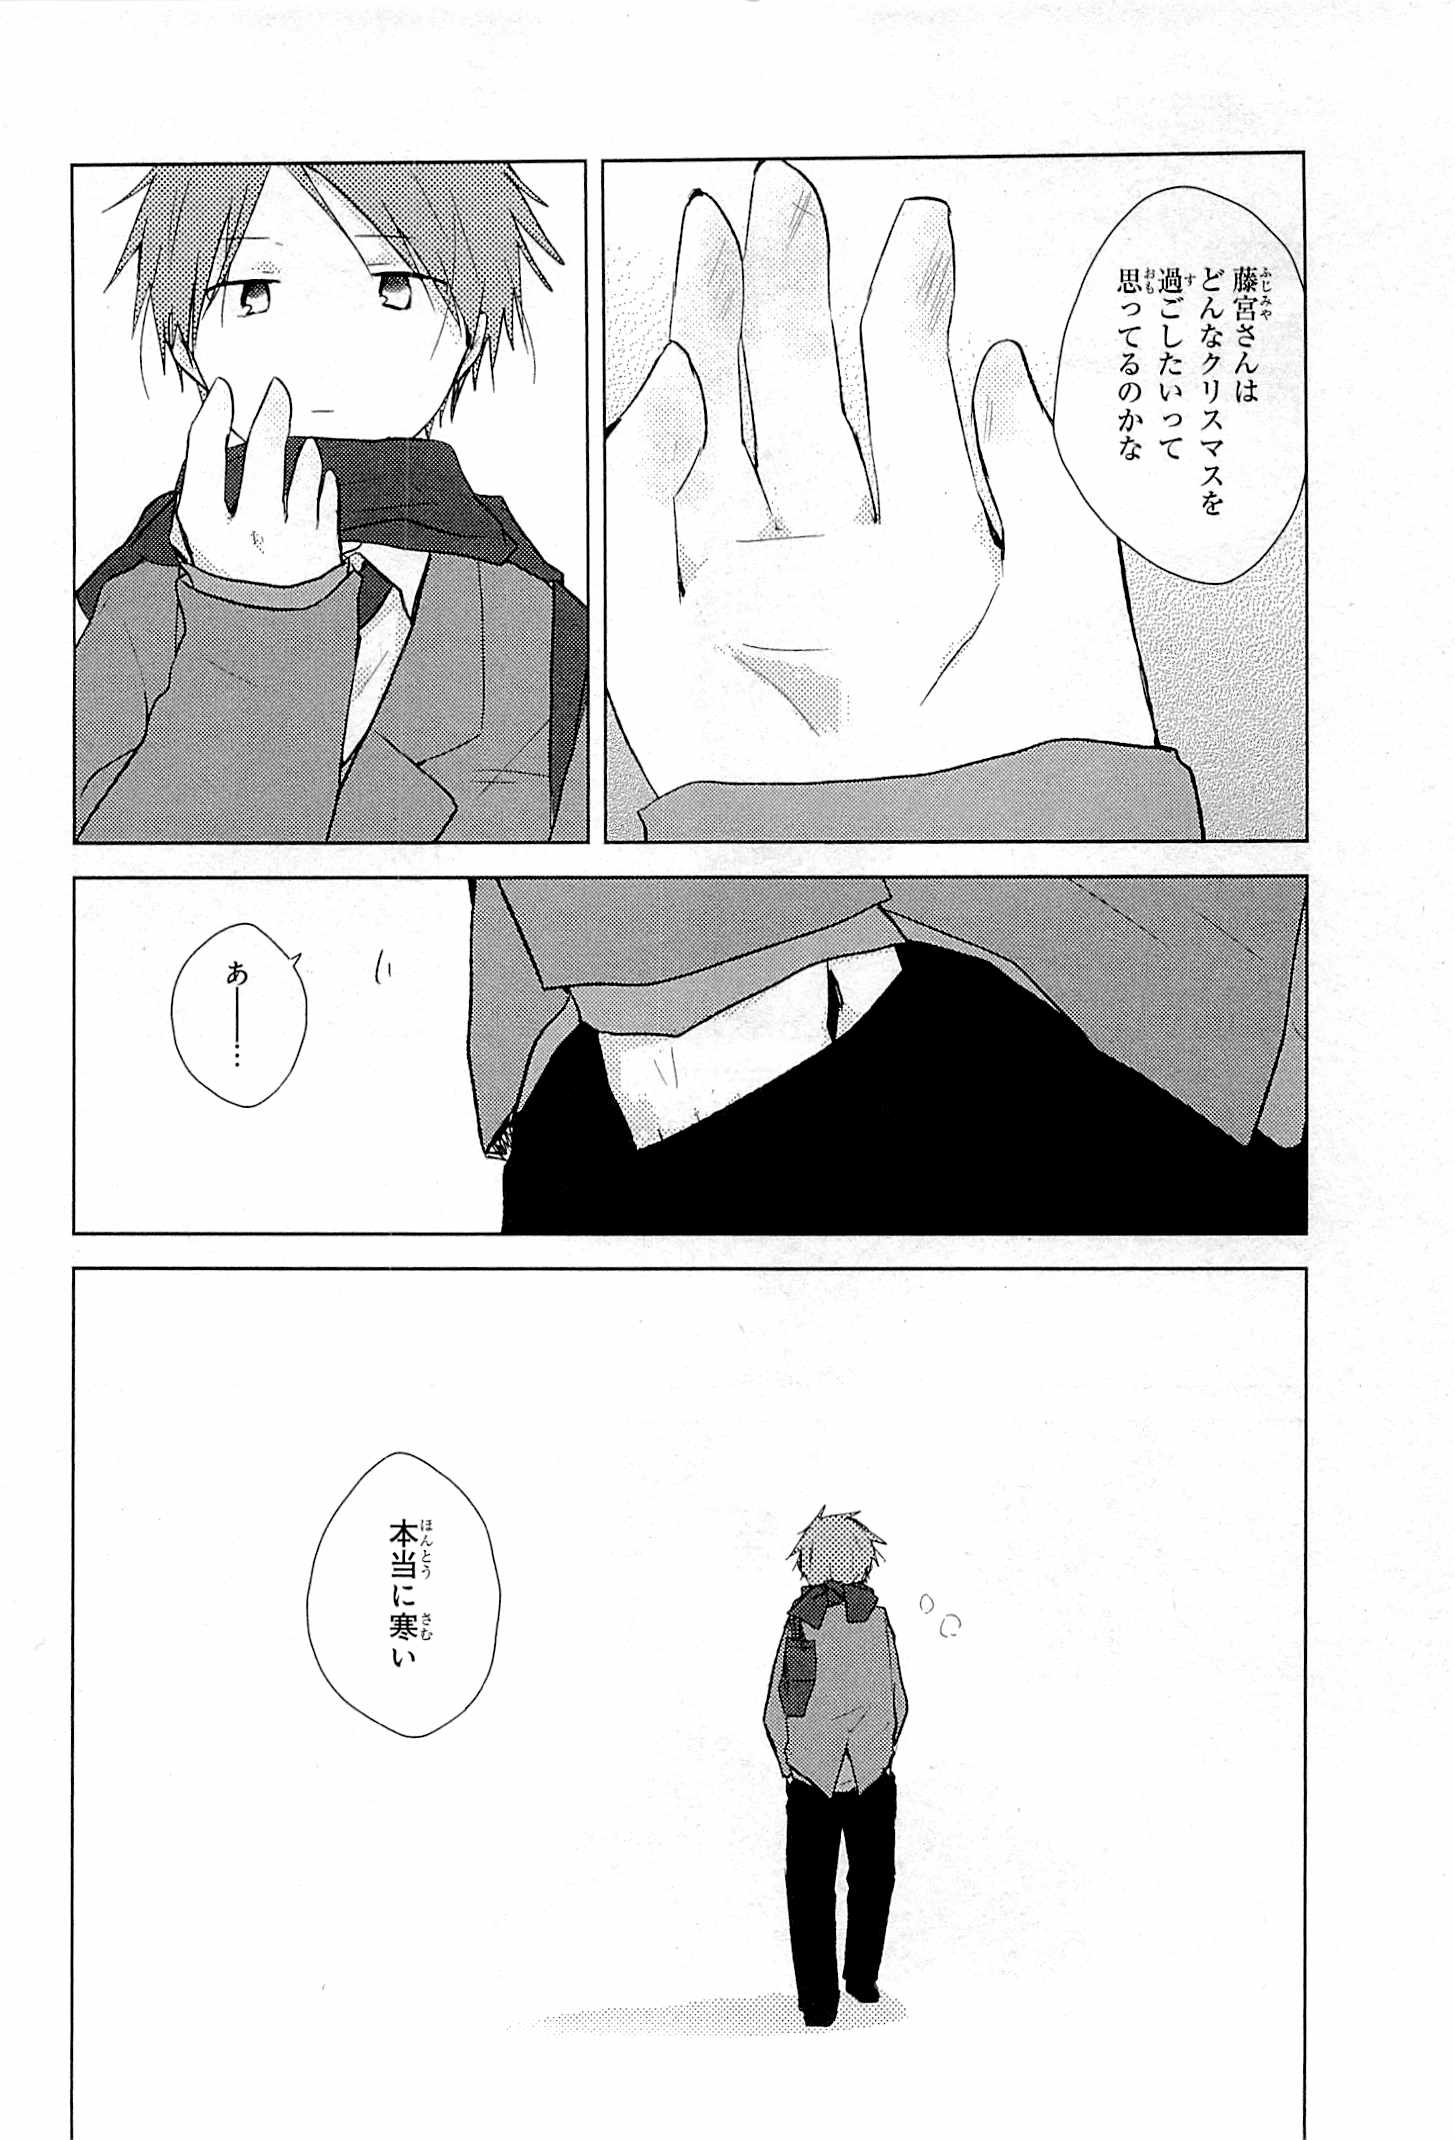 藤宮さんは
どんなクリスマスを
過ごしたいって
思ってるのかな
あ――…
本当に寒い